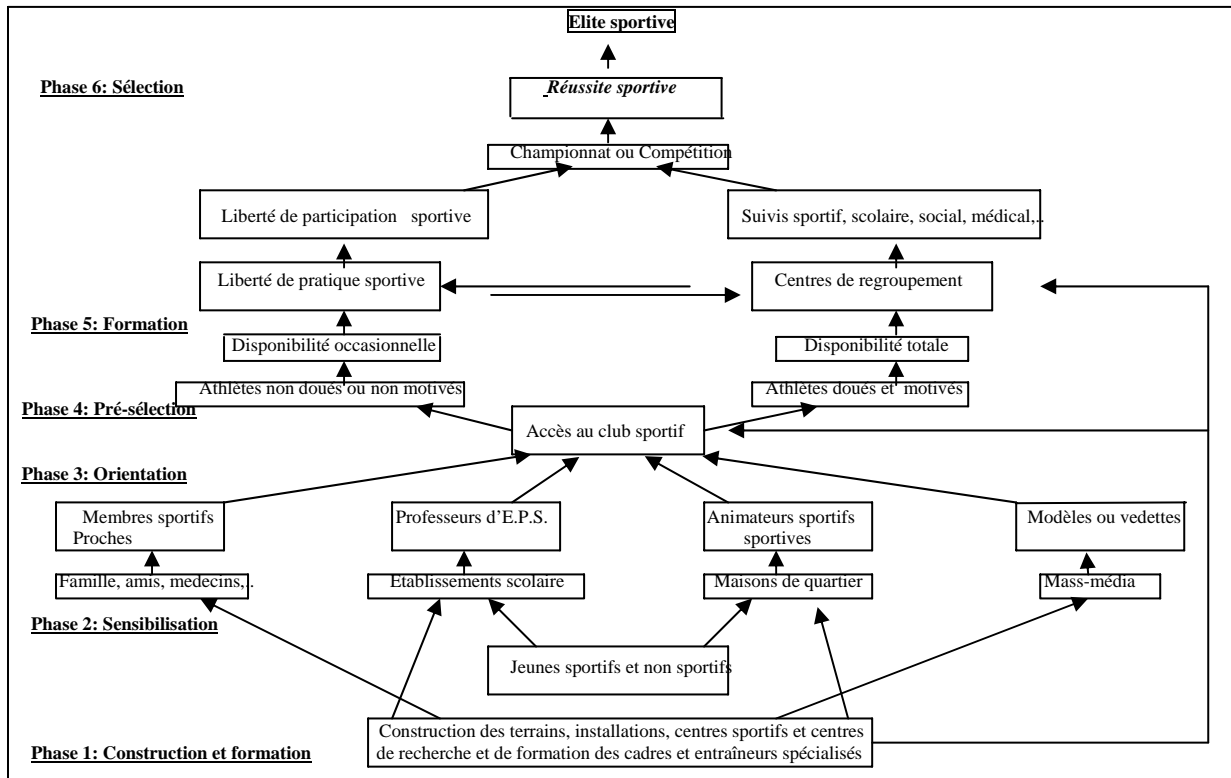 Elite sportive
Phase 6: Sélection
Réussite sportive
Championnat ou Compétition
Liberté de participation sportive
Suivis sportif, scolaire, social, médical,..
Liberté de pratique sportive
Centres de regroupement
Phase 5: Formation
Disponibilité occasionnelle
Disponibilité totale
Athlètes non doués ou non motivés
Athlètes doués et motivés
Phase 4: Pré-sélection
Accès au club sportif
Phase 3: Orientation
Membres sportifs
Proches
Professeurs d'E.P.S.
Animateurs sportifs
sportives
Modèles ou vedettes
Famille, amis, medecins,..
Etablissements scolaire
Maisons de quartier
Mass-média
Phase 2: Sensibilisation
Jeunes sportifs et non sportifs
Construction des terrains, installations, centres sportifs et centres
de recherche et de formation des cadres et entraîneurs spécialisés
Phase 1: Construction et formation